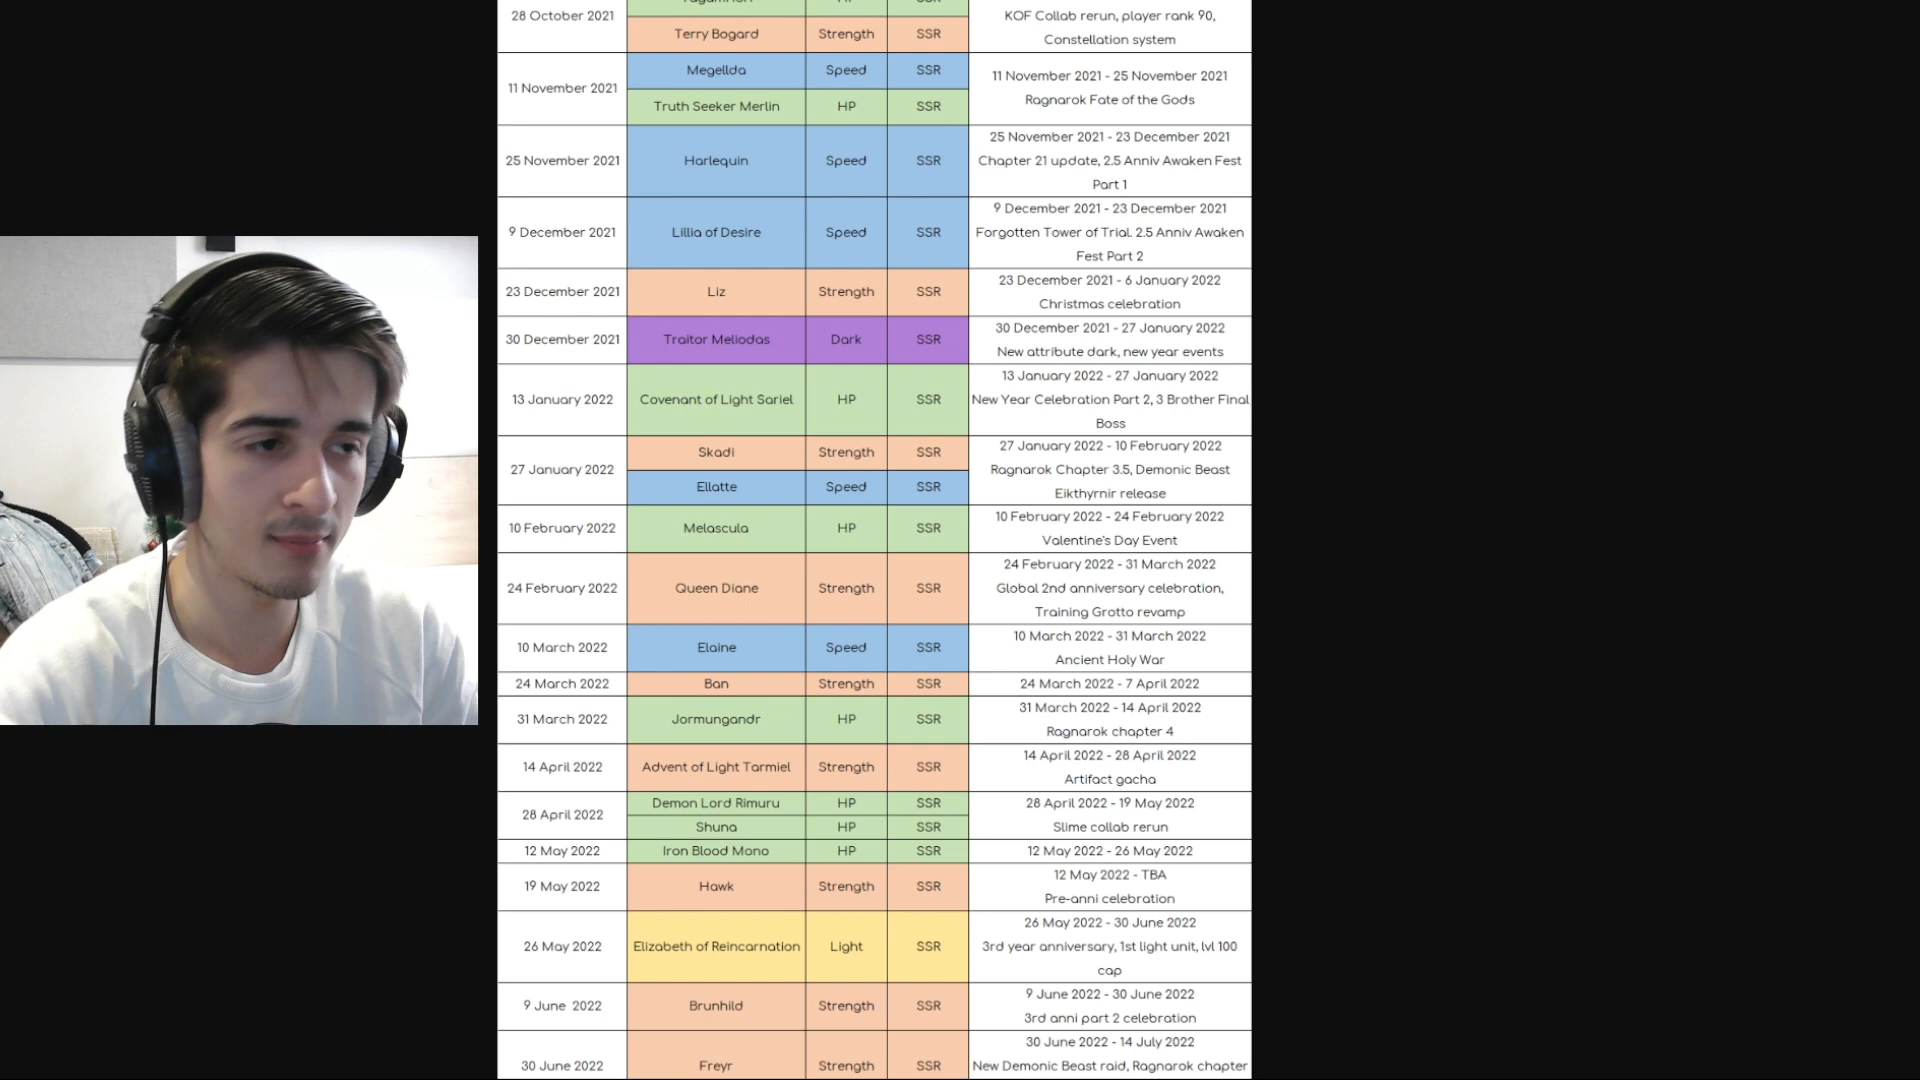 28 October 2021
SSR
KOF Collab rerun, player rank 90,
Constellation system
Terry Bogard Strength SSR
11 November 2021
Megellda Speed SSR
Truth Seeker Merlin HP SSR
11 November 2021 - 25 November 2021
Ragnarok Fate of the Gods
25 November 2021 Harlequin Speed SSR
25 November 2021 - 23 December 2021
Chapter 21 update, 2.5 Anniv Awaken Fest
Part 1
9 December 2021 Lillia of Desire Speed SSR
9 December 2021 - 23 December 2021
Forgotten Tower of Trial. 2.5 Anniv Awaken
Fest Part 2
23 December 2021 Liz Strength SSR
23 December 2021 - 6 January 2022
Christmas celebration
30 December 2021 Traitor Meliodas Dark SSR
30 December 2021 - 27 January 2022
New attribute dark, new year events
13 January 2022 Covenant of Light Sariel HP SSR
13 January 2022 - 27 January 2022
New Year Celebration Part 2, 3 Brother Final
Boss
27 January 2022
Skadi Strength SSR
Ellatte Speed SSR
27 January 2022 - 10 February 2022
Ragnarok Chapter 3.5, Demonic Beast
Eikthyrnir release
10 February 2022 Melascula HP SSR
10 February 2022 - 24 February 2022
Valentine's Day Event
24 February 2022 Queen Diane Strength SSR
24 February 2022 - 31 March 2022
Global 2nd anniversary celebration,
Training Grotto revamp
10 March 2022 Elaine Speed SSR
10 March 2022 - 31 March 2022
Ancient Holy War
24 March 2022 Ban Strength SSR 24 March 2022 - 7 April 2022
31 March 2022 Jormungandr HP SSR
31 March 2022 - 14 April 2022
Ragnarok chapter 4
14 April 2022 Advent of Light Tarmiel Strength SSR
14 April 2022 - 28 April 2022
Artifact gacha
28 April 2022
Demon Lord Rimuru HP SSR
Shuna HP SSR
28 April 2022 - 19 May 2022
Slime collab rerun
12 May 2022 Iron Blood Mono HP SSR 12 May 2022 - 26 May 2022
19 May 2022 Hawk Strength SSR
12 May 2022 - TBA
Pre-anni celebration
26 May 2022 Elizabeth of Reincarnation Light SSR
26 May 2022 - 30 June 2022
3rd year anniversary, 1st light unit, lvl 100
cap
9 June 2022 Brunhild Strength SSR
9 June 2022 - 30 June 2022
3rd anni part 2 celebration
30 June 2022 Freyr Strength SSR
30 June 2022 - 14 July 2022
New Demonic Beast raid, Ragnarok chapter